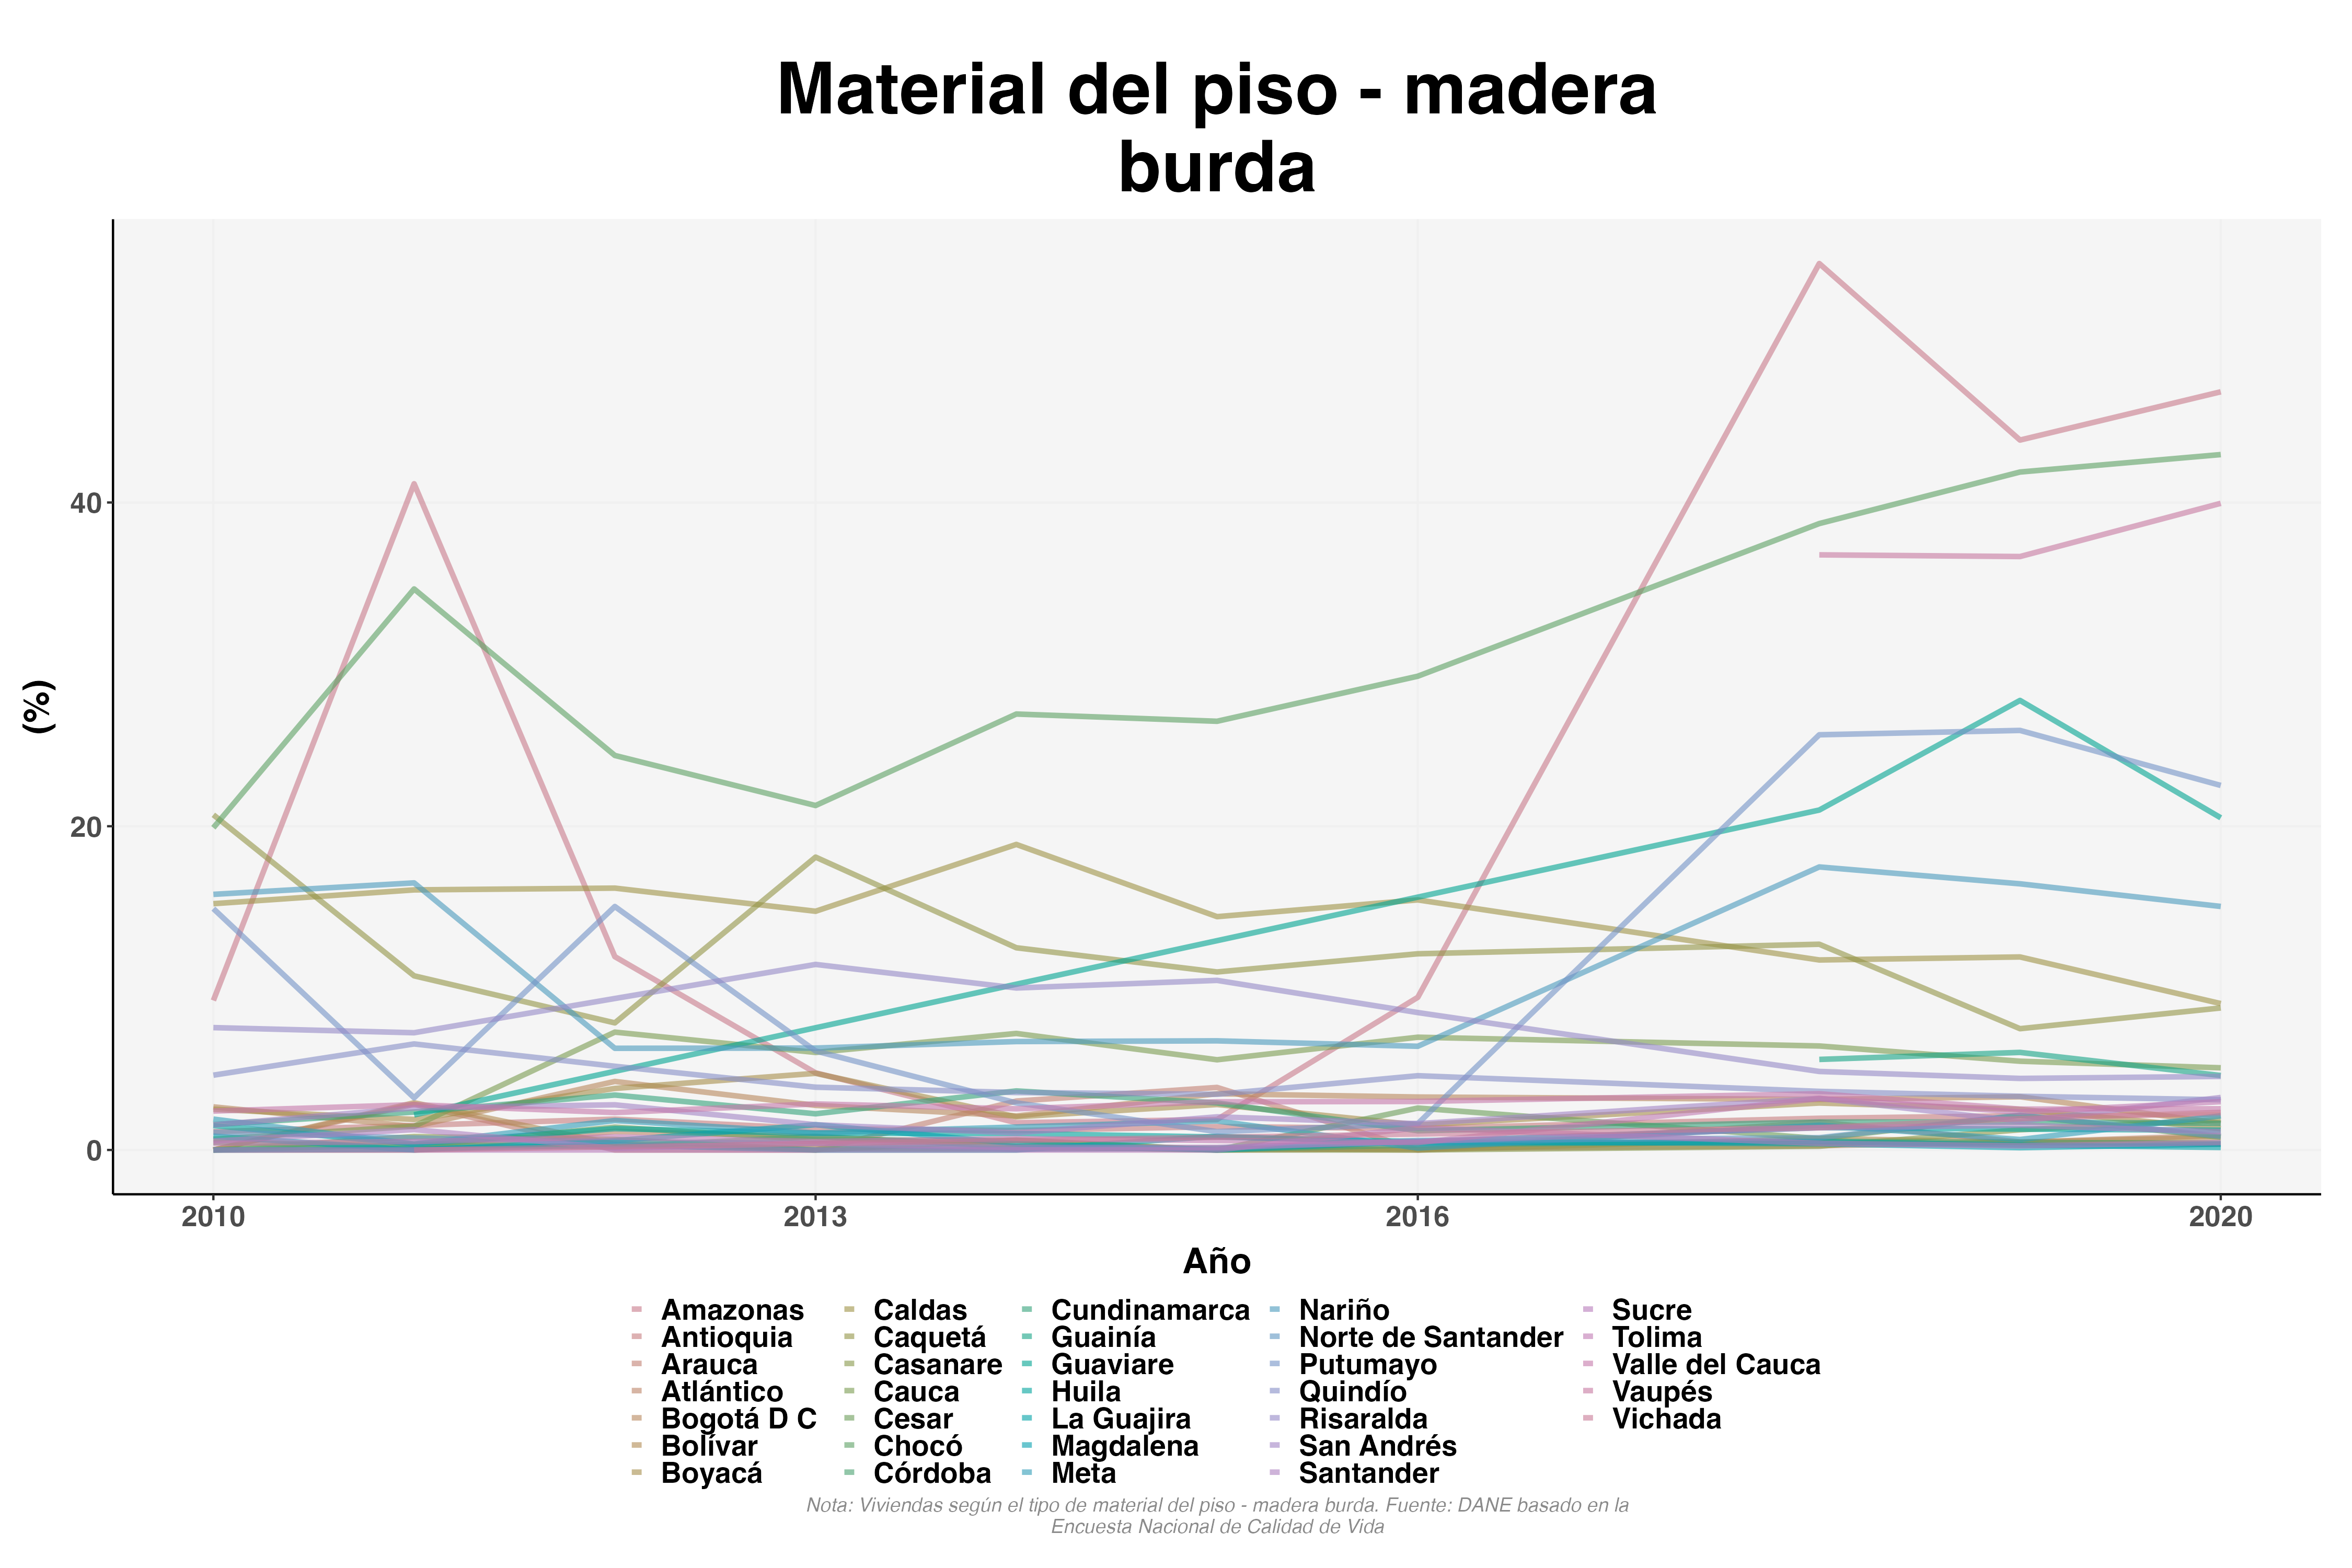 Material del piso - madera
burda
(%)
40
20
0
2010 2013 2016 2020
Año
Amazonas Caldas Cundinamarca Nariño Sucre
Antioquia Caquetá Guainía Norte de Santander Tolima
Arauca Casanare Guaviare Putumayo Valle del Cauca
Atlántico Cauca Huila Quindío Vaupés
Bogotá D C Cesar La Guajira Risaralda Vichada
Bolívar Chocó Magdalena San Andrés
Boyacá Córdoba Meta Santander
Nota: Viviendas según el tipo de material del piso - madera burda. Fuente: DANE basado en la
Encuesta Nacional de Calidad de Vida